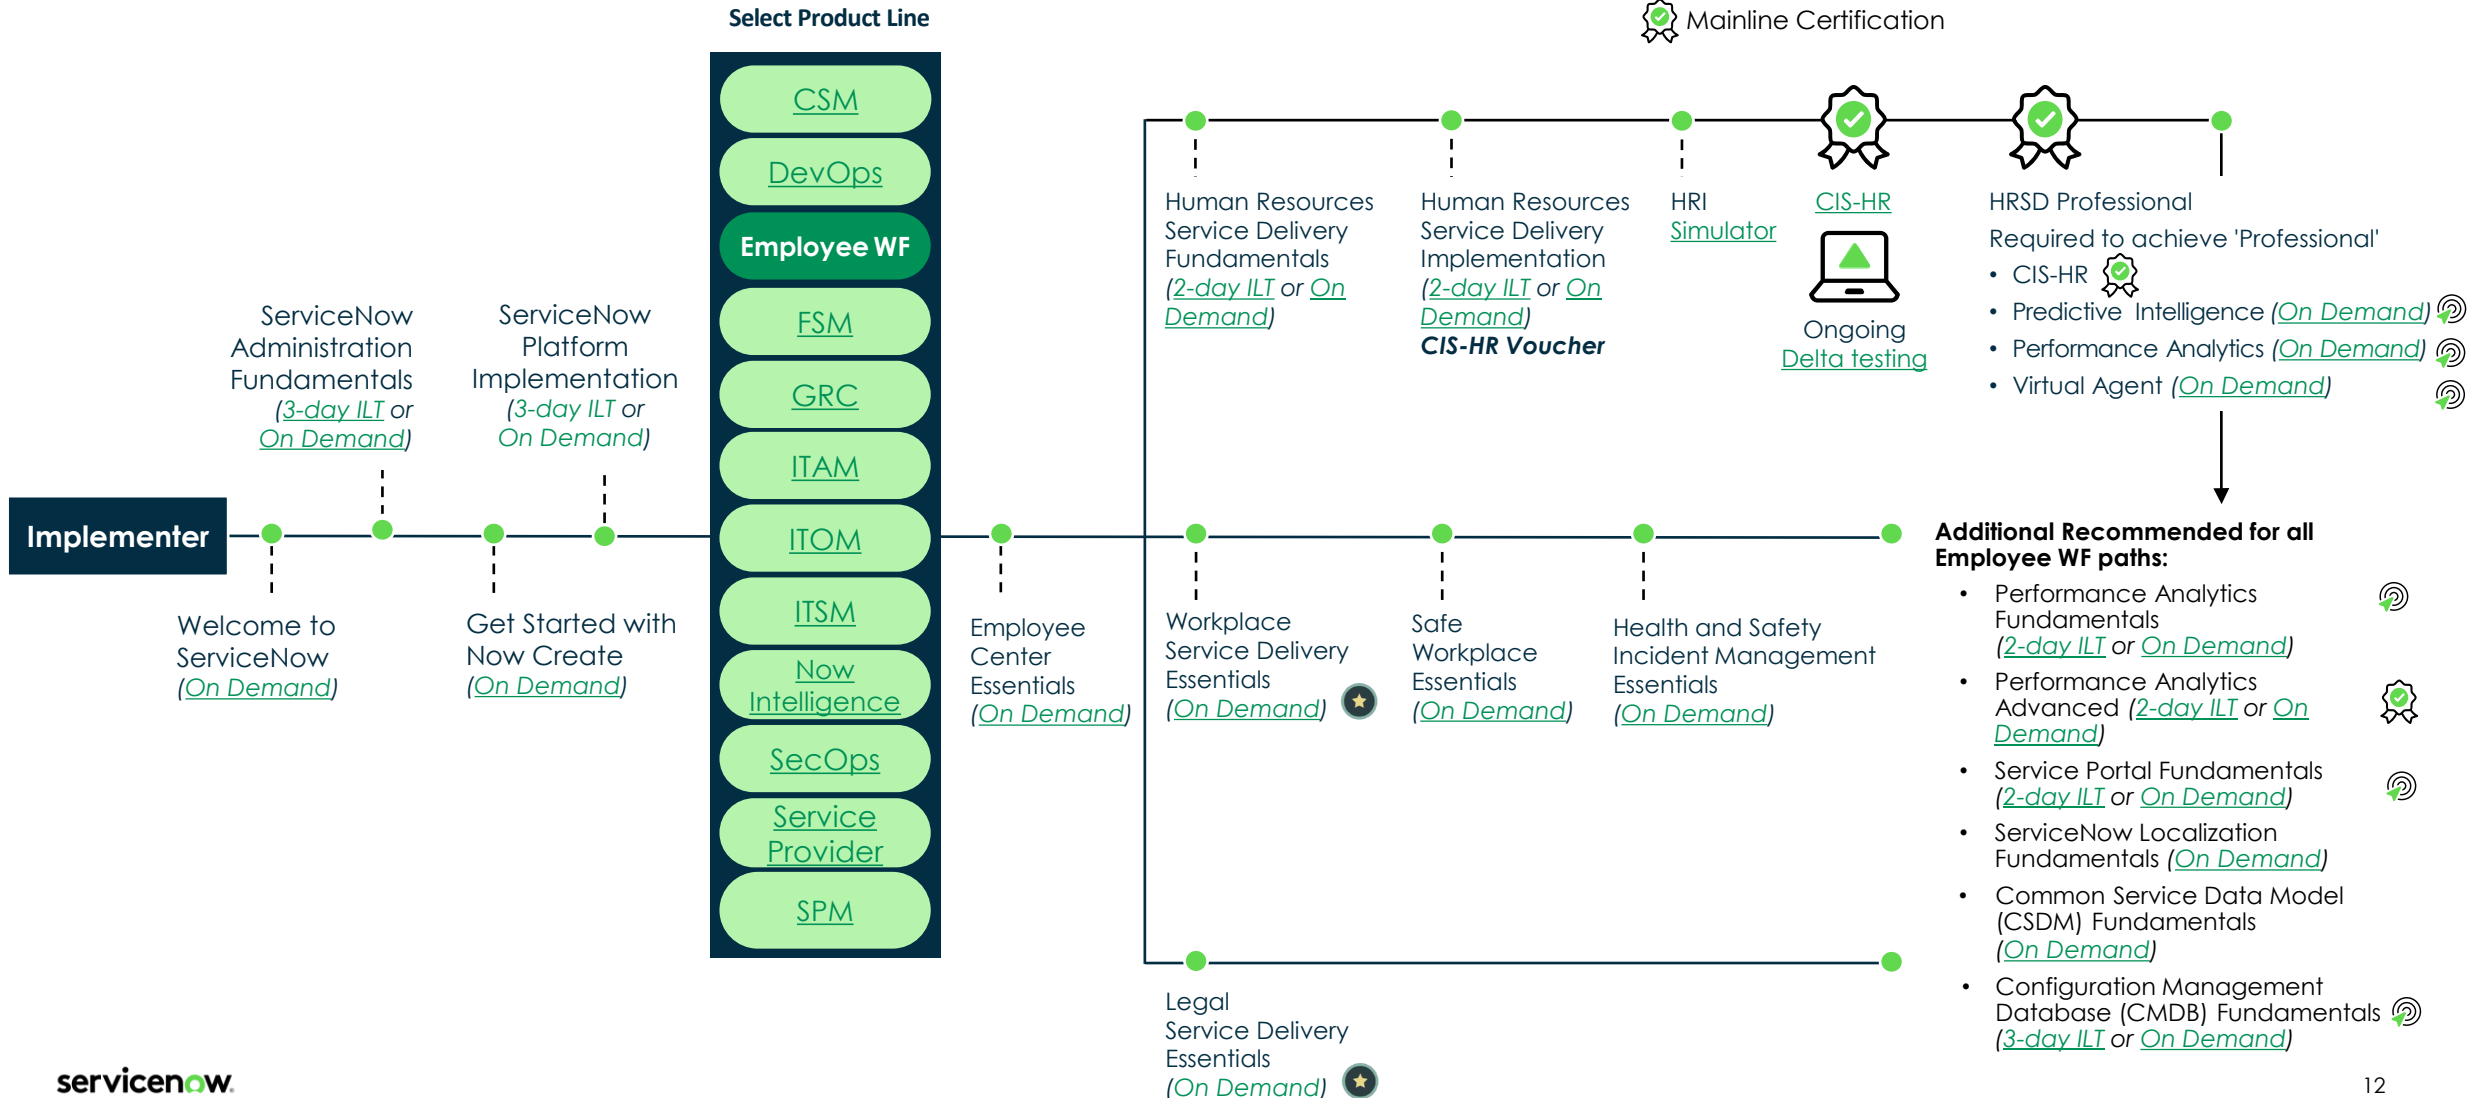 Select Product Line
Mainline Certification
CSM
DevOps
Employee WF
FSM
GRC
ITAM
ITOM
ITSM
Now
Intelligence
SecOps
Service
Provider
SPM
Implementer
ServiceNow
Administration
Fundamentals
(3-day ILT or
On Demand)
ServiceNow
Platform
Implementation
(3-day ILT or
On Demand)
Welcome to
ServiceNow
(On Demand)
Get Started with
Now Create
(On Demand)
Employee
Center
Essentials
(On Demand)
Human Resources
Service Delivery
Fundamentals
(2-day ILT or On
Demand)
Human Resources
Service Delivery
Implementation
(2-day ILT or On
Demand)
CIS-HR Voucher
HRI
Simulator
CIS-HR
Ongoing
Delta testing
HRSD Professional
Required to achieve 'Professional'
• CIS-HR
• Predictive Intelligence (On Demand)
• Performance Analytics (On Demand)
• Virtual Agent (On Demand)
Workplace
Service Delivery
Essentials
(On Demand)
Safe
Workplace
Essentials
(On Demand)
Health and Safety
Incident Management
Essentials
(On Demand)
Legal
Service Delivery
Essentials
(On Demand)
Additional Recommended for all
Employee WF paths:
• Performance Analytics
Fundamentals
(2-day ILT or On Demand)
• Performance Analytics
Advanced (2-day ILT or On
Demand)
• Service Portal Fundamentals
(2-day ILT or On Demand)
• ServiceNow Localization
Fundamentals (On Demand)
• Common Service Data Model
(CSDM) Fundamentals
(On Demand)
• Configuration Management
Database (CMDB) Fundamentals
(3-day ILT or On Demand)
servicenow.
12